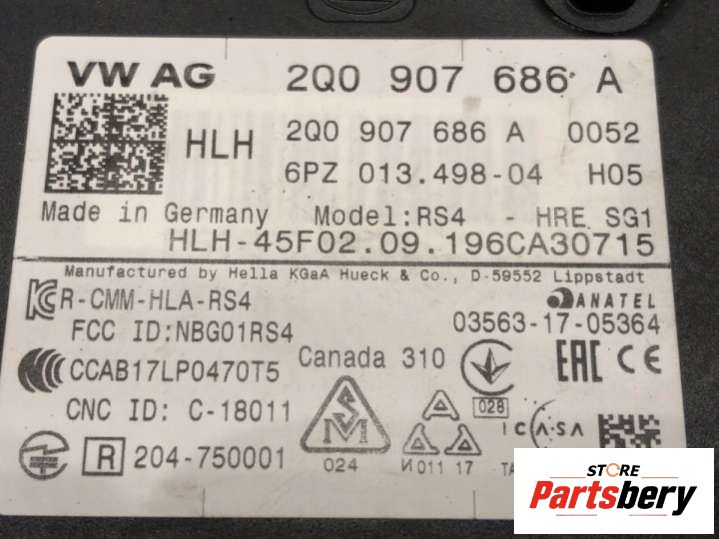 VW AG 2Q0 907 686 A
HLH 2Q0 907 686 A 0052
6PZ 013.498-04 H05
Made in Germany Model:RS4 - HRE SG1
HLH-45F02.09.196CA30715
Manufactured by Hella KGaA Hueck & Co., D-59552 Lippstadt
R-CMM-HLA-RS4 ANATEL
FCC ID:NBG01RS4 03563-17-05364
CCAB17LP0470T5 Canada 310 EAC CE
CNC ID: C-18011 028 ICASA
R 204-750001 SM
024 И011 17 TA
STORE
Partsbery